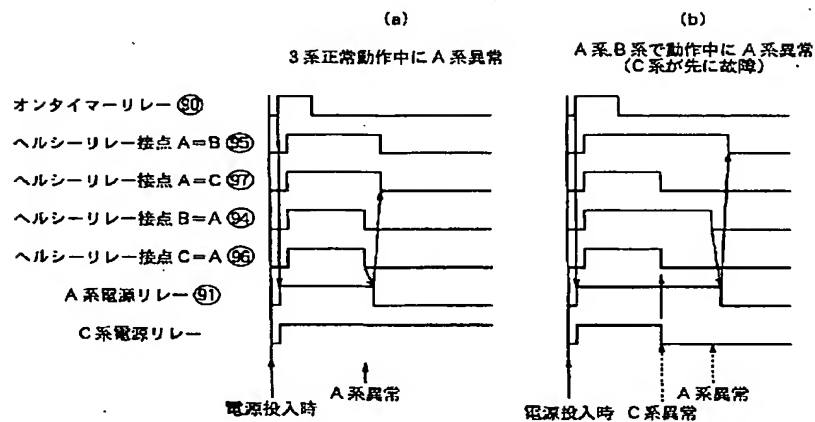 (a)
(b)
3系正常動作中にA系異常
A系,B系で動作中にA系異常
(C系が先に故障)
オンタイマーリレー 90
ヘルシーリレー接点 A=B 95
ヘルシーリレー接点 A=C 97
ヘルシーリレー接点 B=A 94
ヘルシーリレー接点 C=A 96
A系電源リレー 91
C系電源リレー
A系異常
電源投入時
A系異常
電源投入時 C系異常